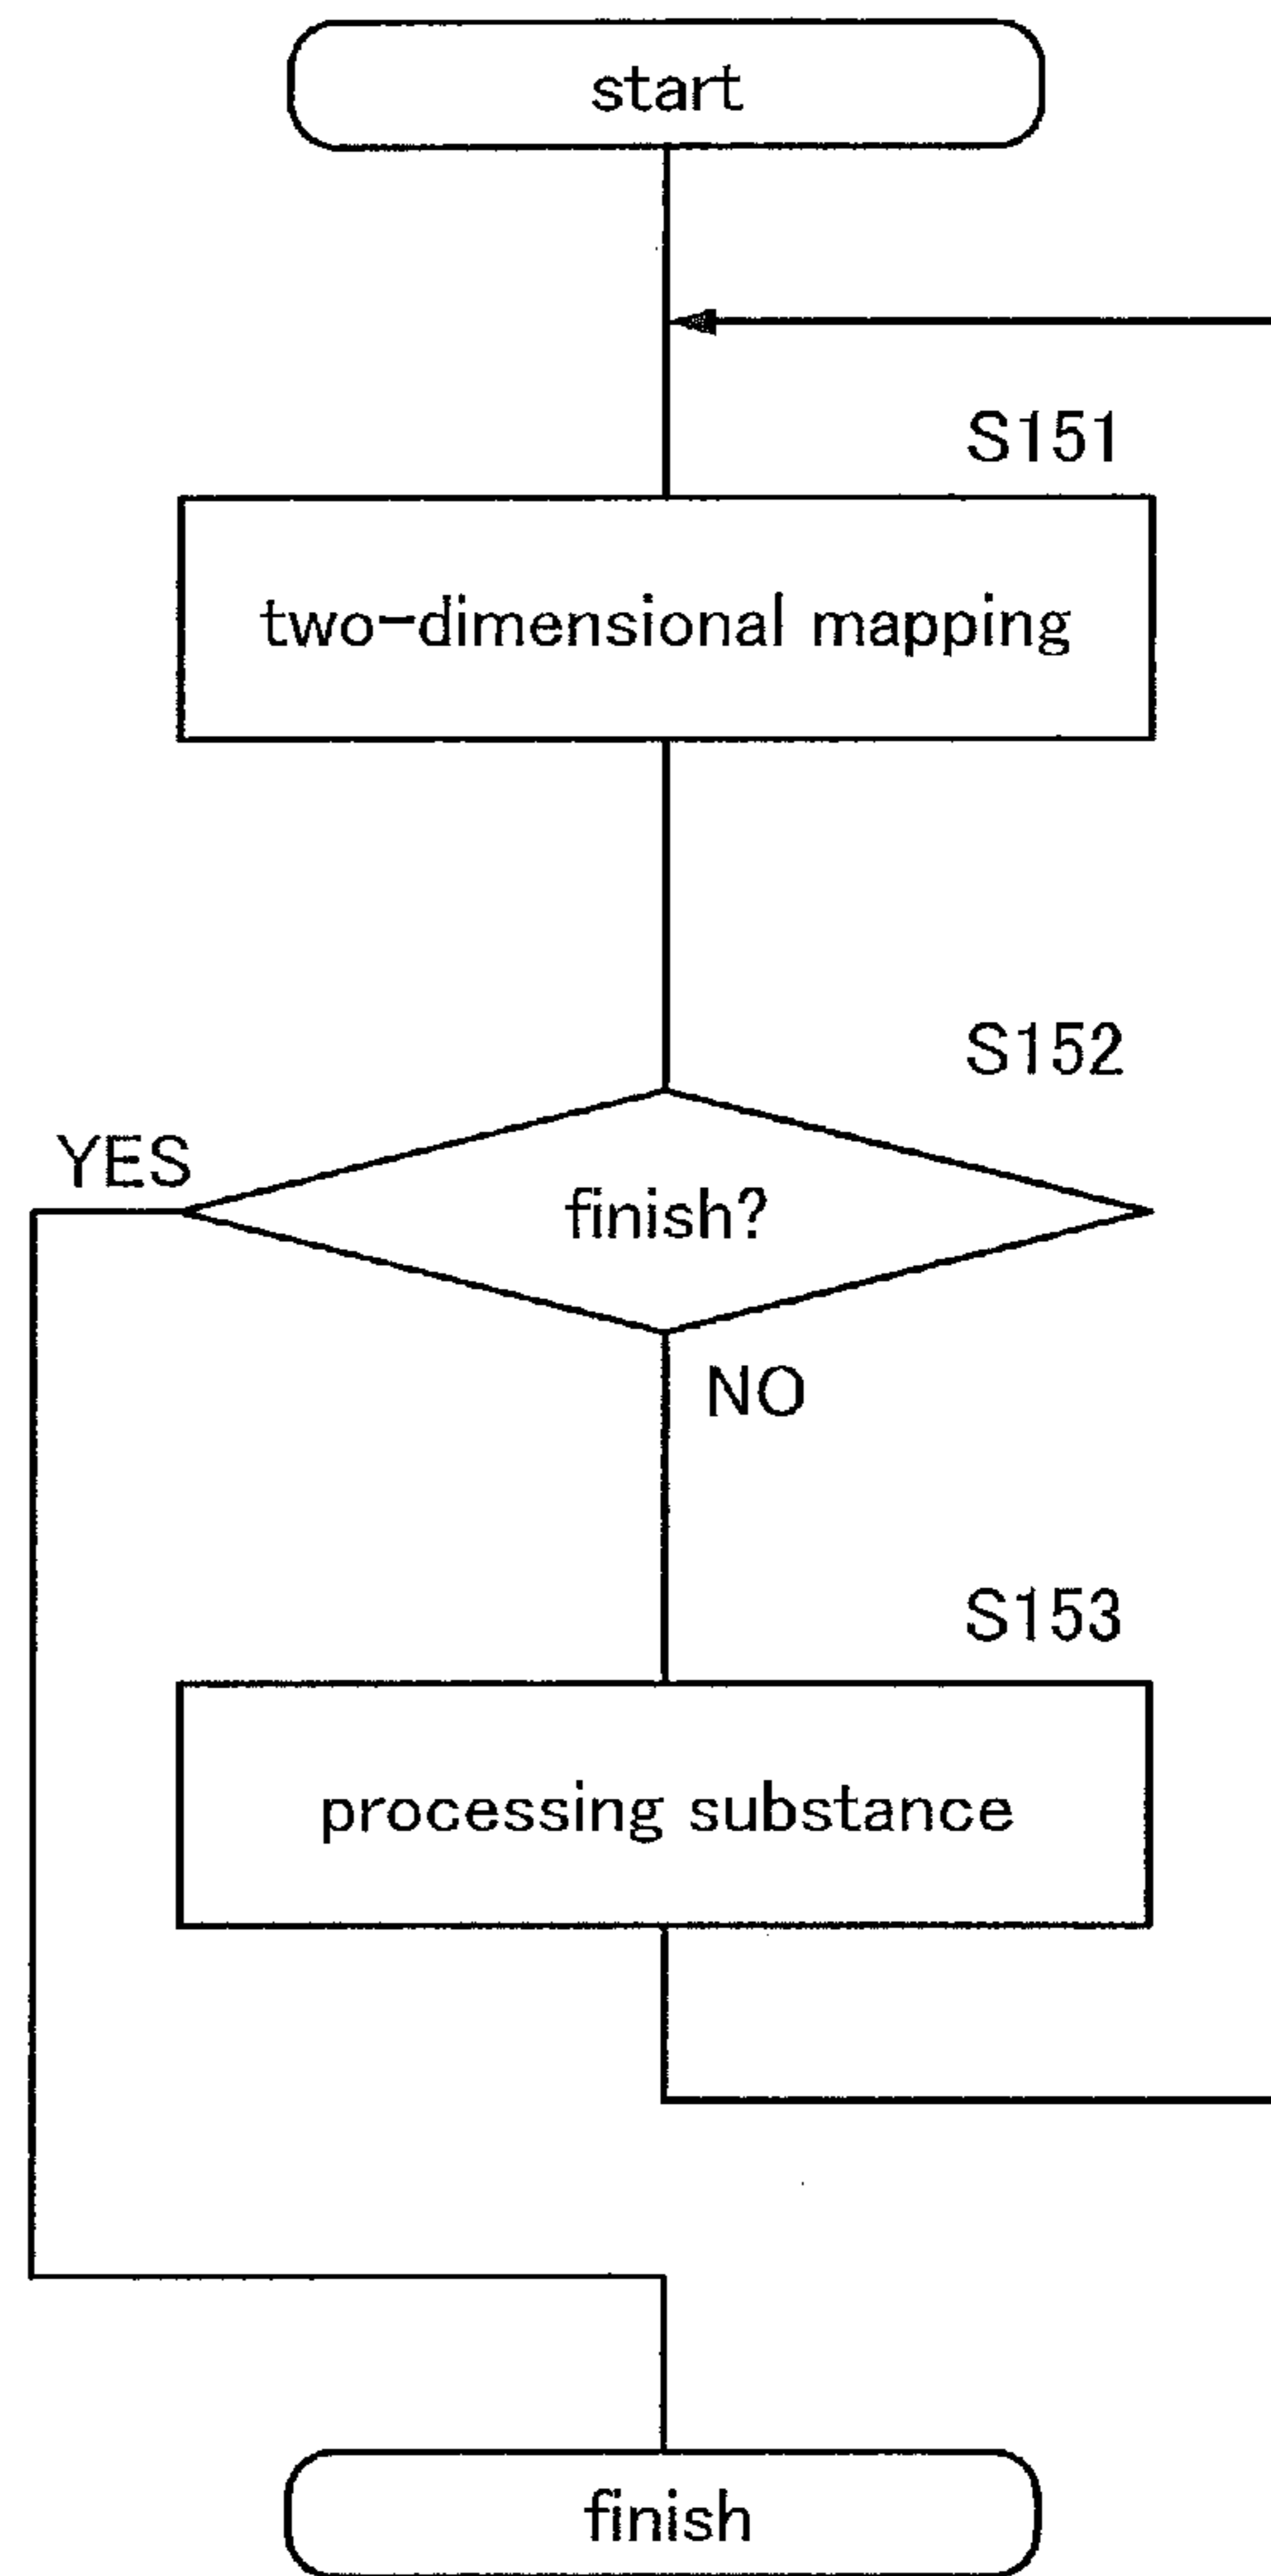 start
S151
two-dimensional mapping
S152
YES
finish?
NO
S153
processing substance
finish